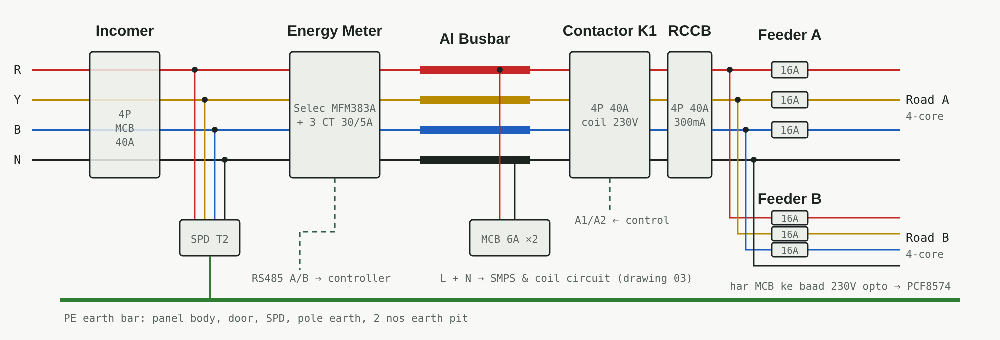 Incomer
Energy Meter
Al Busbar
Contactor K1
RCCB
Feeder A
R
Y
B
N
4P
MCB
40A
Selec MFM383A
+ 3 CT 30/5A
4P 40A
coil 230V
4P 40A
300mA
16A
16A
16A
Road A
4-core
Feeder B
16A
16A
16A
Road B
4-core
A1/A2 ← control
SPD T2
MCB 6A ×2
RS485 A/B → controller
L + N → SMPS & coil circuit (drawing 03)
har MCB ke baad 230V opto → PCF8574
PE earth bar: panel body, door, SPD, pole earth, 2 nos earth pit